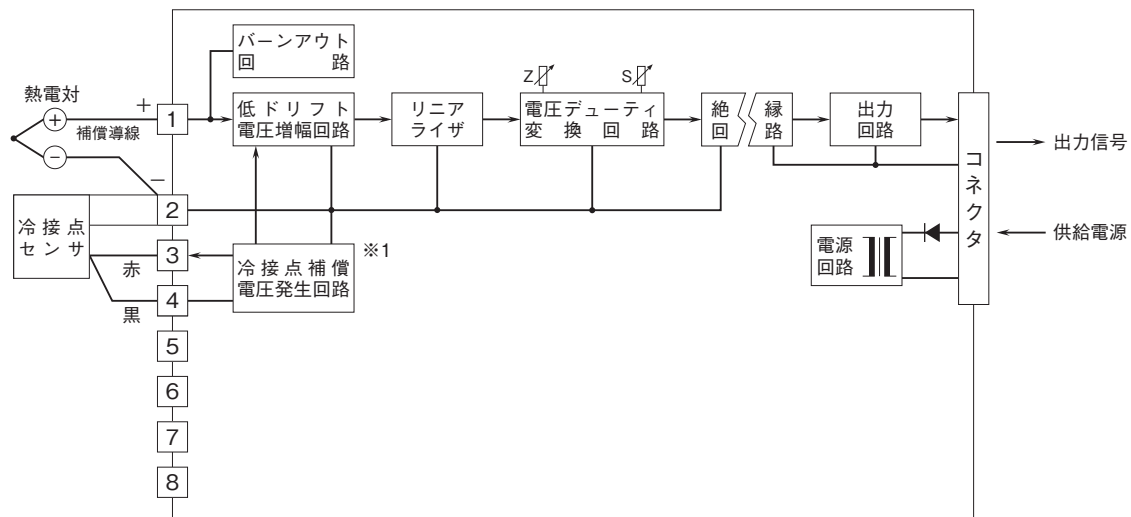 バーンアウト
回路
熱電対
+
補償導線
−
+
−
1
低ドリフト
電圧増幅回路
リニア
ライザ
Z
S
電圧デューティ
変換回路
絶縁
回路
出力
回路
コネクタ
出力信号
供給電源
2
冷接点
センサ
3
赤
4
黒
冷接点補償
電圧発生回路
※1
電源
回路
5
6
7
8